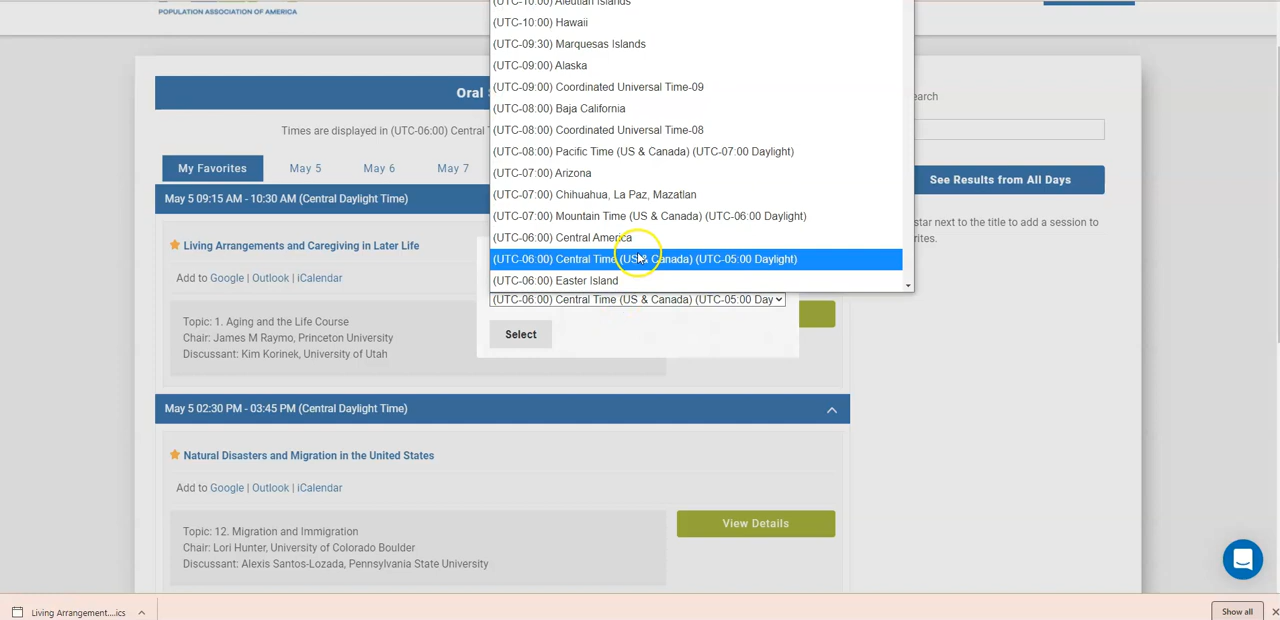 POPULATION ASSOCIATION OF AMERICA
(UTC-10:00) Aleutian Islands
(UTC-10:00) Hawaii
(UTC-09:30) Marquesas Islands
(UTC-09:00) Alaska
(UTC-09:00) Coordinated Universal Time-09
(UTC-08:00) Baja California
(UTC-08:00) Coordinated Universal Time-08
(UTC-08:00) Pacific Time (US & Canada) (UTC-07:00 Daylight)
(UTC-07:00) Arizona
(UTC-07:00) Chihuahua, La Paz, Mazatlan
(UTC-07:00) Mountain Time (US & Canada) (UTC-06:00 Daylight)
(UTC-06:00) Central America
(UTC-06:00) Central Time (US & Canada) (UTC-05:00 Daylight)
(UTC-06:00) Easter Island
(UTC-06:00) Central Time (US & Canada) (UTC-05:00 Day
Select
Oral
Times are displayed in (UTC-06:00) Central
My Favorites
May 5
May 6
May 7
May 5 09:15 AM - 10:30 AM (Central Daylight Time)
Living Arrangements and Caregiving in Later Life
Add to Google | Outlook | iCalendar
Topic: 1. Aging and the Life Course
Chair: James M Raymo, Princeton University
Discussant: Kim Korinek, University of Utah
May 5 02:30 PM - 03:45 PM (Central Daylight Time)
Natural Disasters and Migration in the United States
Add to Google | Outlook | iCalendar
Topic: 12. Migration and Immigration
Chair: Lori Hunter, University of Colorado Boulder
Discussant: Alexis Santos-Lozada, Pennsylvania State University
View Details
earch
See Results from All Days
star next to the title to add a session to
rites.
Living Arrangement....ics
Show all